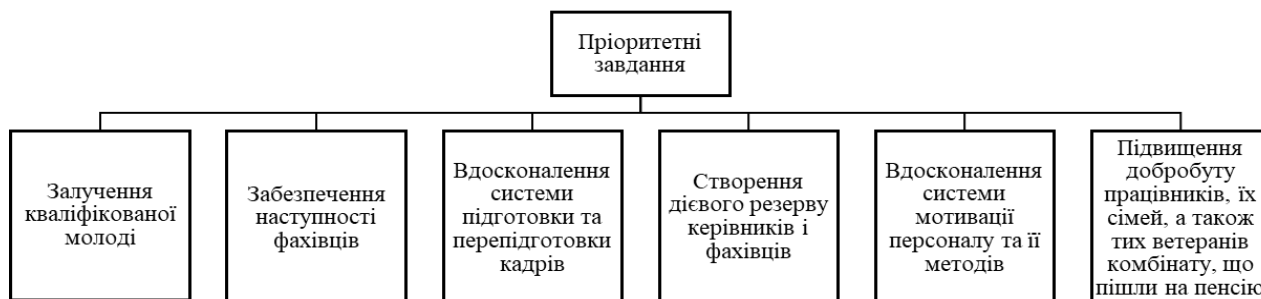 Пріоритетні
завдання
Залучення
кваліфікованої
молоді
Забезпечення
наступності
фахівців
Вдосконалення
системи
підготовки та
перепідготовки
кадрів
Створення
дієвого резерву
керівників і
фахівців
Вдосконалення
системи
мотивації
персоналу та її
методів
Підвищення
добробуту
працівників, їх
сімей, а також
тих ветеранів
комбінату, що
пішли на пенсію